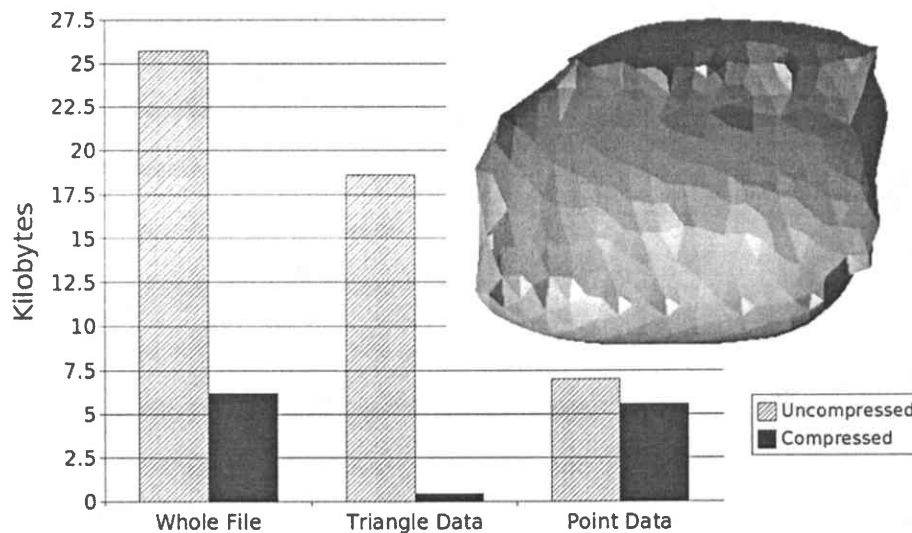 27.5
25
22.5
20
17.5
15
12.5
10
7.5
5
2.5
0
Kilobytes
Whole File
Triangle Data
Point Data
Uncompressed
Compressed